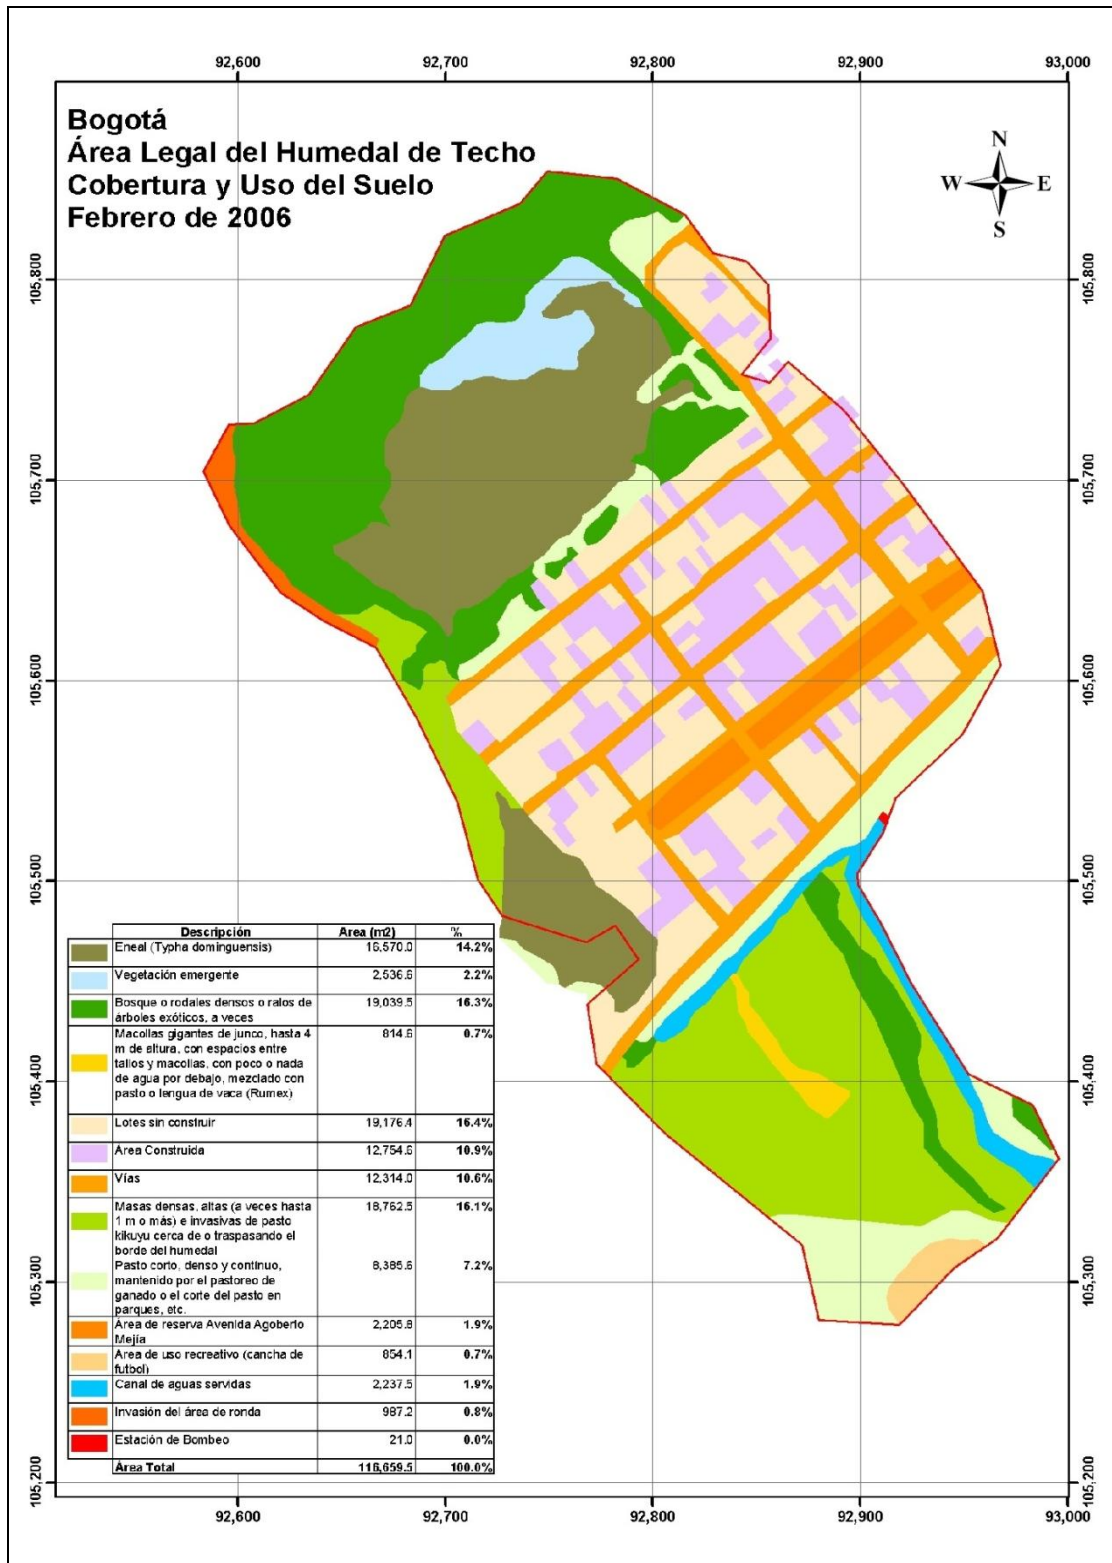 92,600 92,700 92,800 92,900 93,000
Bogotá
Área Legal del Humedal de Techo
Cobertura y Uso del Suelo
Febrero de 2006
N
W E
S
105,800 105,800
105,700 105,700
105,600 105,600
105,500 105,500
Descripción Area (m2) %
Eneal (Typha dominguensis) 16,570.0 14.2%
Vegetación emergente 2,536.6 2.2%
Bosque o rodales densos o ralos de 19,039.5 16.3%
árboles exóticos, a veces
Macollas gigantes de junco, hasta 4 814.6 0.7%
m de altura, con espacios entre
tallos y macollas, con poco o nada
de agua por debajo, mezclado con
pasto o lengua de vaca (Rumex)
105,400 105,400
Lotes sin construir 19,176.4 16.4%
Área Construida 12,754.6 10.9%
Vías 12,314.0 10.6%
Masas densas, altas (a veces hasta 18,762.5 16.1%
1 m o más) e invasivas de pasto
kikuyu cerca de o traspasando el
borde del humedal
Pasto corto, denso y continuo, 8,385.6 7.2%
mantenido por el pastoreo de
ganado o el corte del pasto en
parques, etc.
105,300 105,300
Área de reserva Avenida Agoberto 2,205.8 1.9%
Mejía
Area de uso recreativo (cancha de 854.1 0.7%
futbol)
Canal de aguas servidas 2,237.5 1.9%
Invasión del área de ronda 987.2 0.8%
Estación de Bombeo 21.0 0.0%
Área Total 116,659.5 100.0%
105,200 105,200
92,600 92,700 92,800 92,900 93,000